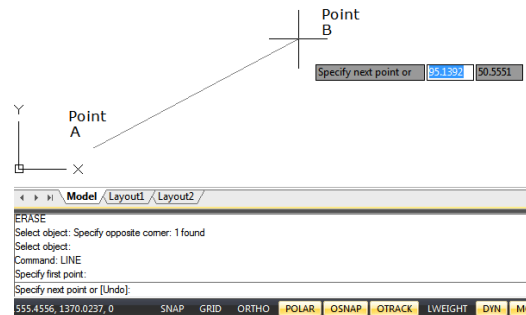 Point
B
Specify next point or 95.1392 50.5551
Y
Point
A
X
Model Layout1 Layout2
ERASE
Select object: Specify opposite corner: 1 found
Select object:
Command: LINE
Specify first point:
Specify next point or [Undo]:
555.4556, 1370.0237, 0 SNAP GRID ORTHO POLAR OSNAP OTRACK LWEIGHT DYN